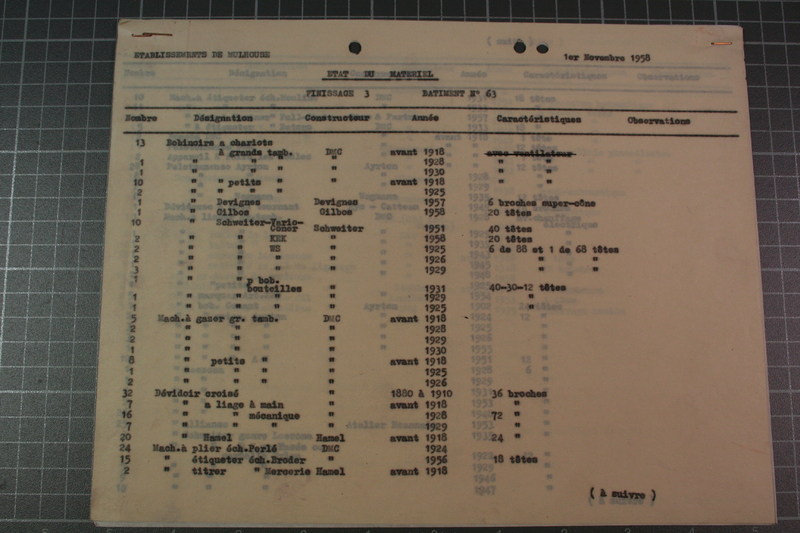 ETABLISSEMENTS DE MULHOUSE 1er Novembre 1958
ETAT DU MATERIEL
FINISSAGE 3 BATIMENT N° 63
Nombre Désignation Constructeur Année Caractéristiques Observations
13 Bobinoirs a chariots
à grands tamb. DMC avant 1918 avec ventilateur
1 " " " " 1928 " "
1 " " " " 1930 " "
10 " " petits " " avant 1918 " "
2 " " " " " 1925
1 " Devignes Devignes 1957 6 broches super-cône
1 " Gilbos Gilbos 1958 20 têtes
10 " Schweiter-Vario-
Coner Schweiter 1951 40 têtes
2 " " KEK " 1958 20 têtes
2 " " WS " 1925 6 de 88 et 1 de 68 têtes
2 " " " " 1926 " "
3 " " " " 1929 " "
1 " " p bob.
bouteilles " 1931 40-30-12 têtes
1 " " " " 1929 "
1 " " " " 1925 "
5 Mach.à gazer gr. tamb. DMC avant 1918
2 " " " " 1928
2 " " " " 1929
1 " " " " 1930
8 " petits " " avant 1918
1 " " " " 1925
2 " " " " 1926
32 Dévidoir croisé " 1880 à 1910 36 broches
7 " a liage à main " avant 1918 "
16 " " mécanique " 1928 72 "
7 " " " " 1929 "
20 " Hamel Hamel avant 1918 24 "
24 Mach.à plier éch.Perlé DMC 1924
15 " étiqueter éch.Broder " 1956 18 têtes
2 " titrer " Mercerie Hamel avant 1918
( à suivre )